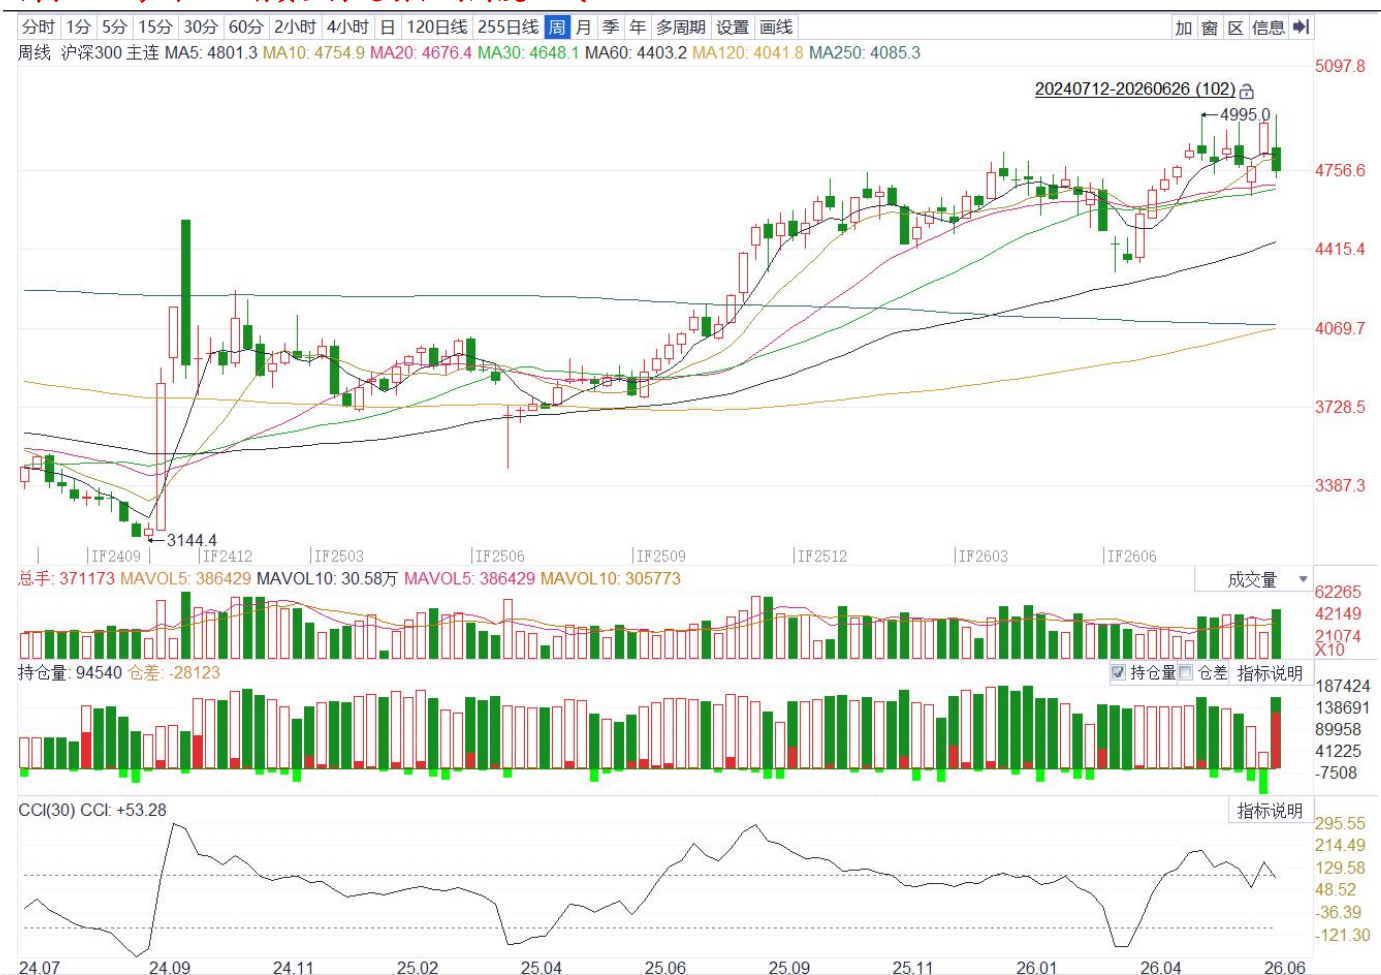 分时 1分 5分 15分 30分 60分 2小时 4小时 日 120日线 255日线 周 月 季 年 多周期 设置 画线 加 窗 区 信息
周线 沪深300 主连 MA5: 4801.3 MA10: 4754.9 MA20: 4676.4 MA30: 4648.1 MA60: 4403.2 MA120: 4041.8 MA250: 4085.3
5097.8
20240712-20260626 (102)
4995.0
4756.6
4415.4
4069.7
3728.5
3387.3
3144.4
IF2409 IF2412 IF2503 IF2506 IF2509 IF2512 IF2603 IF2606
总手: 371173 MAVOL5: 386429 MAVOL10: 30.58万 MAVOL5: 386429 MAVOL10: 305773 成交量
62265
42149
21074
X10
持仓量: 94540 仓差: -28123 持仓量 仓差 指标说明
187424
138691
89958
41225
-7508
CCI(30) CCI: +53.28 指标说明
295.55
214.49
129.58
48.52
-36.39
-121.30
24.07 24.09 24.11 25.02 25.04 25.06 25.09 25.11 26.01 26.04 26.06